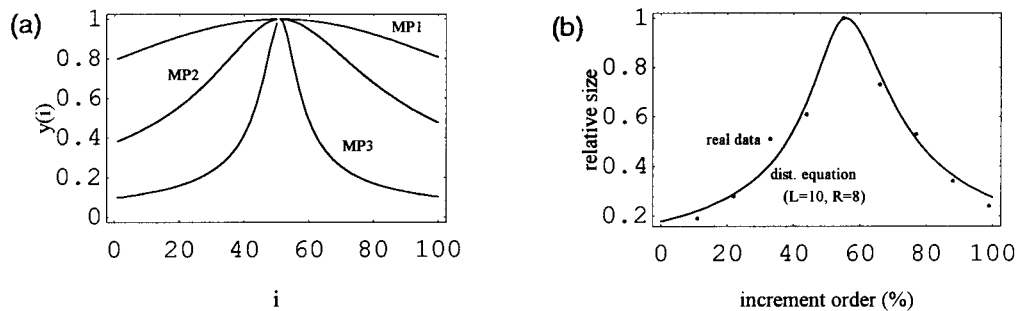 (a)
1
0.8
0.6
0.4
0.2
0
y(i)
MP1
MP2
MP3
0 20 40 60 80 100
i
(b)
1
0.8
0.6
0.4
0.2
relative size
real data
dist. equation
(L=10, R=8)
0 20 40 60 80 100
increment order (%)